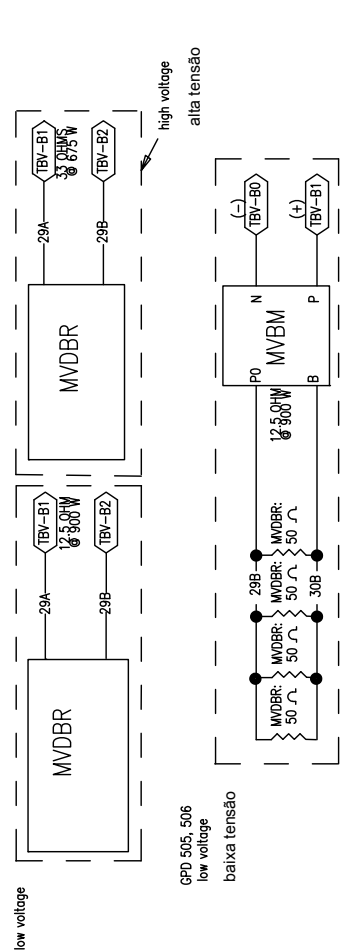 high voltage
alta tensão
TBV-B1
33 OHMS
@ 675 W
TBV-B2
29A
29B
MVDBR
TBV-B1
12.5 OHM
@ 900 W
TBV-B2
29A
29B
MVDBR
low voltage
(-)
TBV-B0
(+)
TBV-B1
N
P
MVBM
P0
B
12.5 OHM
@ 900 W
29B
30B
MVDBR:
50
MVDBR:
50
MVDBR:
50
MVDBR:
50
GPD 505, 506
low voltage
baixa tensão